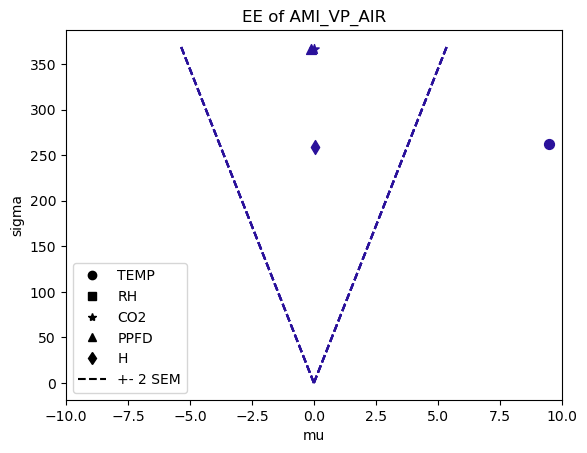 EE of AMI_VP_AIR
350
300
250
200
150
100
50
0
sigma
TEMP
RH
CO2
PPFD
H
+- 2 SEM
−10.0 −7.5 −5.0 −2.5 0.0 2.5 5.0 7.5 10.0
mu